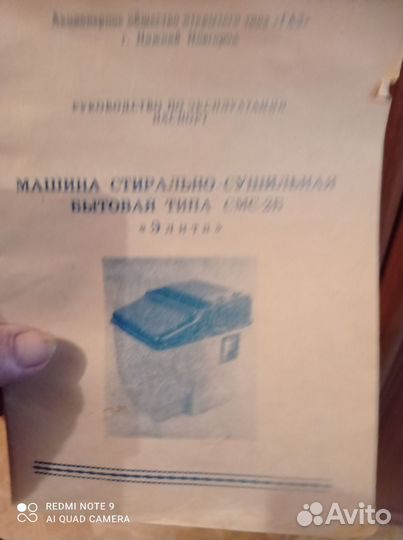 Акционерное общество открытого типа «ГАЗ»
г. Нижний Новгород
РУКОВОДСТВО ПО ЭКСПЛУАТАЦИИ
ПАСПОРТ
МАШИНА СТИРАЛЬНО-СУШИЛЬНАЯ
БЫТОВАЯ ТИПА СМС-2Б
«Элита»
REDMI NOTE 9
AI QUAD CAMERA
Avito